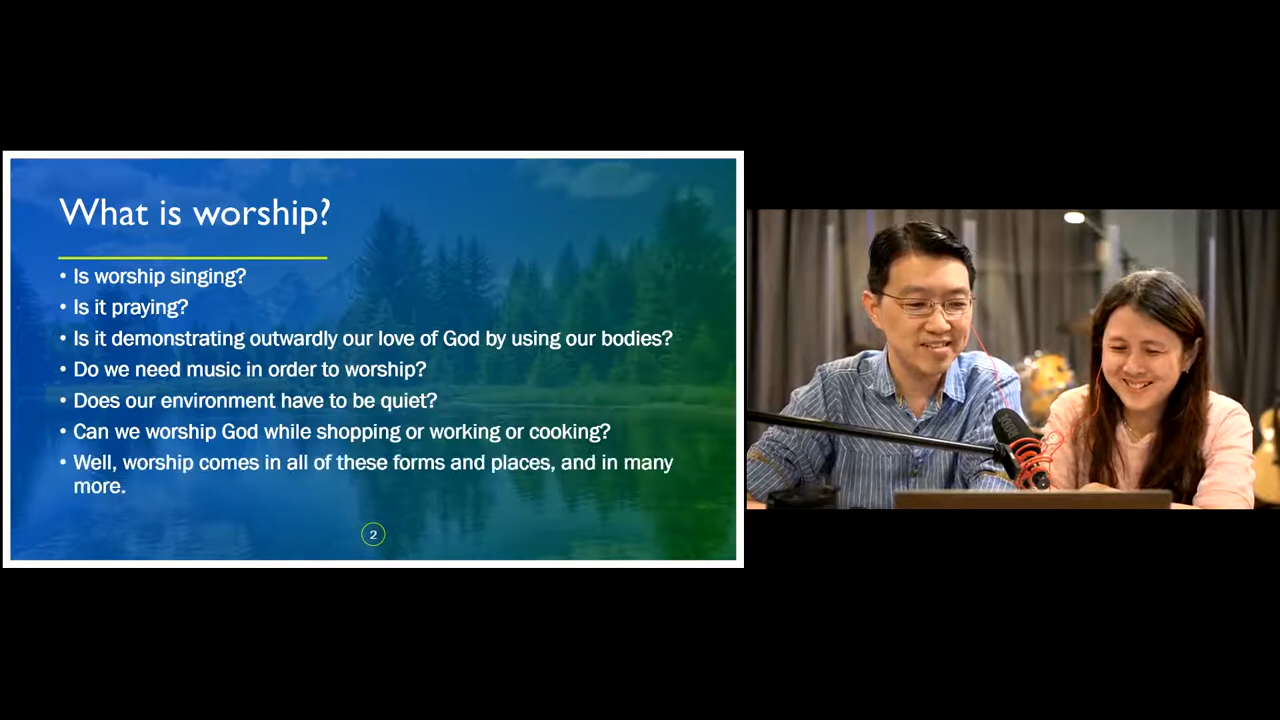 What is worship?
• Is worship singing?
• Is it praying?
• Is it demonstrating outwardly our love of God by using our bodies?
• Do we need music in order to worship?
• Does our environment have to be quiet?
• Can we worship God while shopping or working or cooking?
• Well, worship comes in all of these forms and places, and in many
more.
2